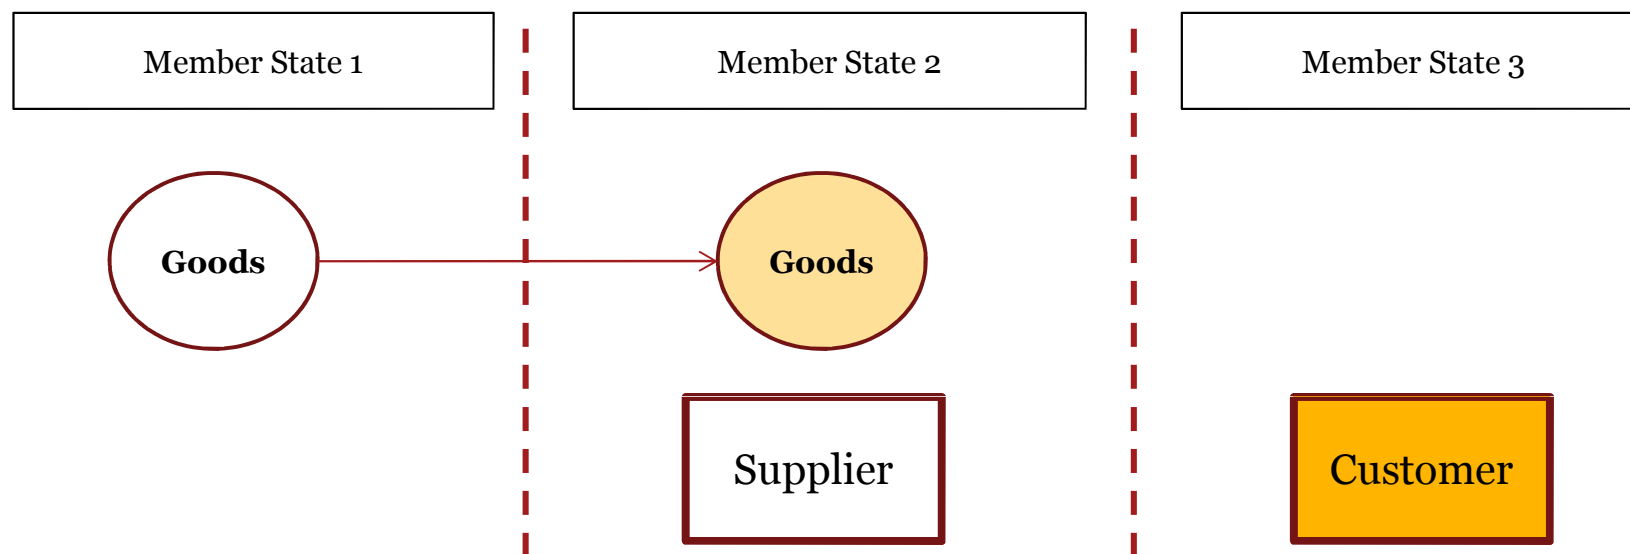 Member State 1
Member State 2
Member State 3
Goods
Goods
Supplier
Customer